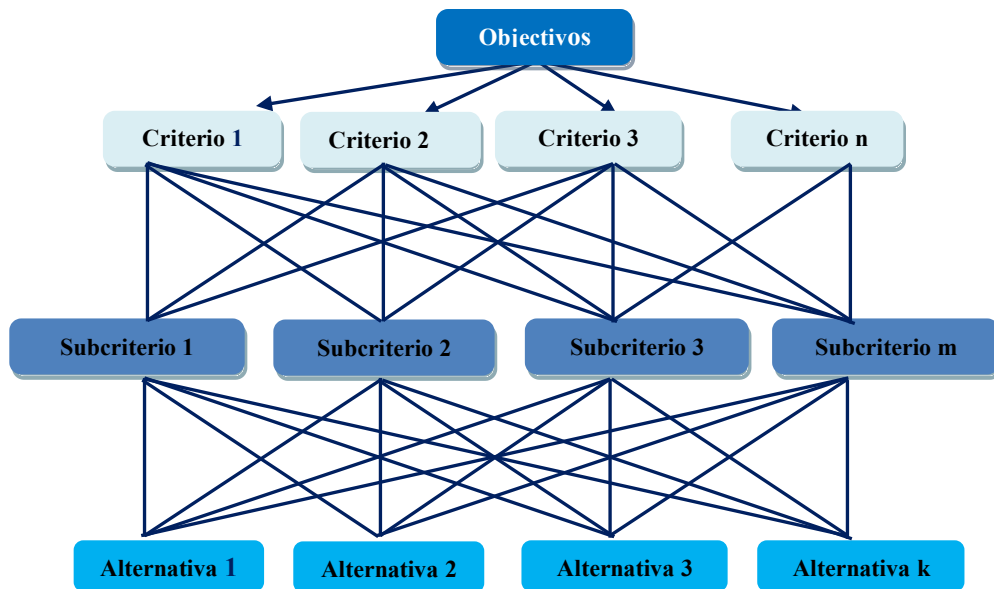 Objectivos
Criterio 1
Criterio 2
Criterio 3
Criterio n
Subcriterio 1
Subcriterio 2
Subcriterio 3
Subcriterio m
Alternativa 1
Alternativa 2
Alternativa 3
Alternativa k